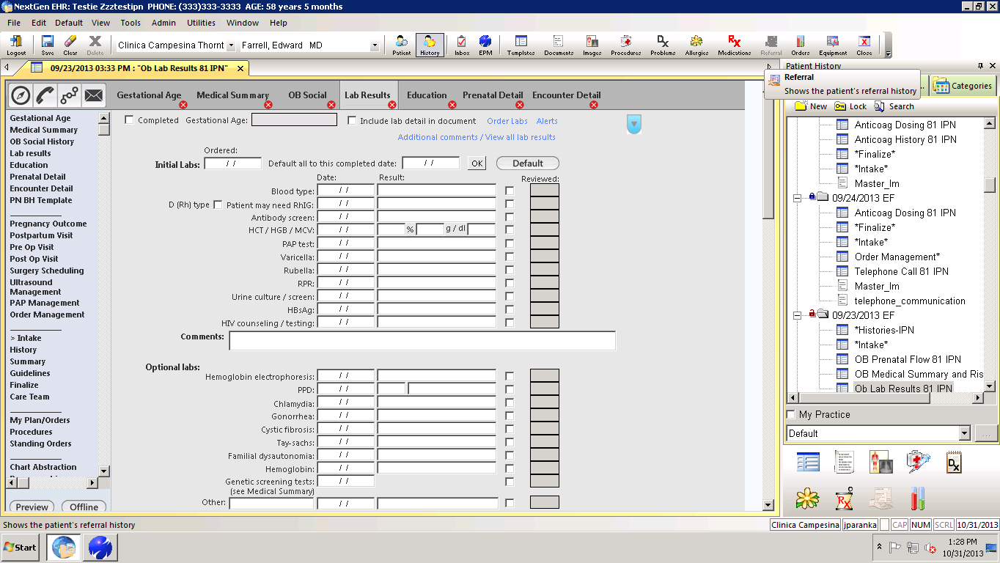 NextGen EHR: Testie Zzztestipn PHONE: (333)333-3333 AGE: 58 years 5 months
File Edit Default View Tools Admin Utilities Window Help
Logout Save Clear Delete Clinica Campesina Thornt Farrell, Edward MD Patient History Inbox EPM Templates Documents Images Procedures Problems Allergies Medications Referral Orders Equipment Close
09/23/2013 03:33 PM : "Ob Lab Results 81 IPN"
Patient History
Referral
Shows the patient's referral history
Categories
New Lock Search
Gestational Age Medical Summary OB Social Lab Results Education Prenatal Detail Encounter Detail
Gestational Age
Medical Summary
OB Social History
Lab results
Education
Prenatal Detail
Encounter Detail
PN BH Template
Pregnancy Outcome
Postpartum Visit
Pre Op Visit
Post Op Visit
Surgery Scheduling
Ultrasound
Management
PAP Management
Order Management
> Intake
History
Summary
Guidelines
Finalize
Care Team
My Plan/Orders
Procedures
Standing Orders
Chart Abstraction
Preview Offline
Completed Gestational Age: Include lab detail in document Order Labs Alerts
Additional comments / View all lab results
Ordered:
Initial Labs: / / Default all to this completed date: / / OK Default
Date: Result: Reviewed:
Blood type: / /
D (Rh) type Patient may need RhIG: / /
Antibody screen: / /
HCT / HGB / MCV: / / % g / dl
PAP test: / /
Varicella: / /
Rubella: / /
RPR: / /
Urine culture / screen: / /
HBsAg: / /
HIV counseling / testing: / /
Comments:
Optional labs:
Hemoglobin electrophoresis: / /
PPD: / /
Chlamydia: / /
Gonorrhea: / /
Cystic fibrosis: / /
Tay-sachs: / /
Familial dysautonomia: / /
Hemoglobin: / /
Genetic screening tests: / /
(see Medical Summary)
Other: / /
Anticoag Dosing 81 IPN
Anticoag History 81 IPN
*Finalize*
*Intake*
Master_Im
09/24/2013 EF
Anticoag Dosing 81 IPN
*Finalize*
*Intake*
Order Management*
Telephone Call 81 IPN
Master_Im
telephone_communication
09/23/2013 EF
*Histories-IPN
*Intake*
OB Prenatal Flow 81 IPN
OB Medical Summary and Ris
Ob Lab Results 81 IPN
My Practice
Default ...
Shows the patient's referral history
Clinica Campesina jparanka CAP NUM SCRL 10/31/2013
Start
1:28 PM
10/31/2013